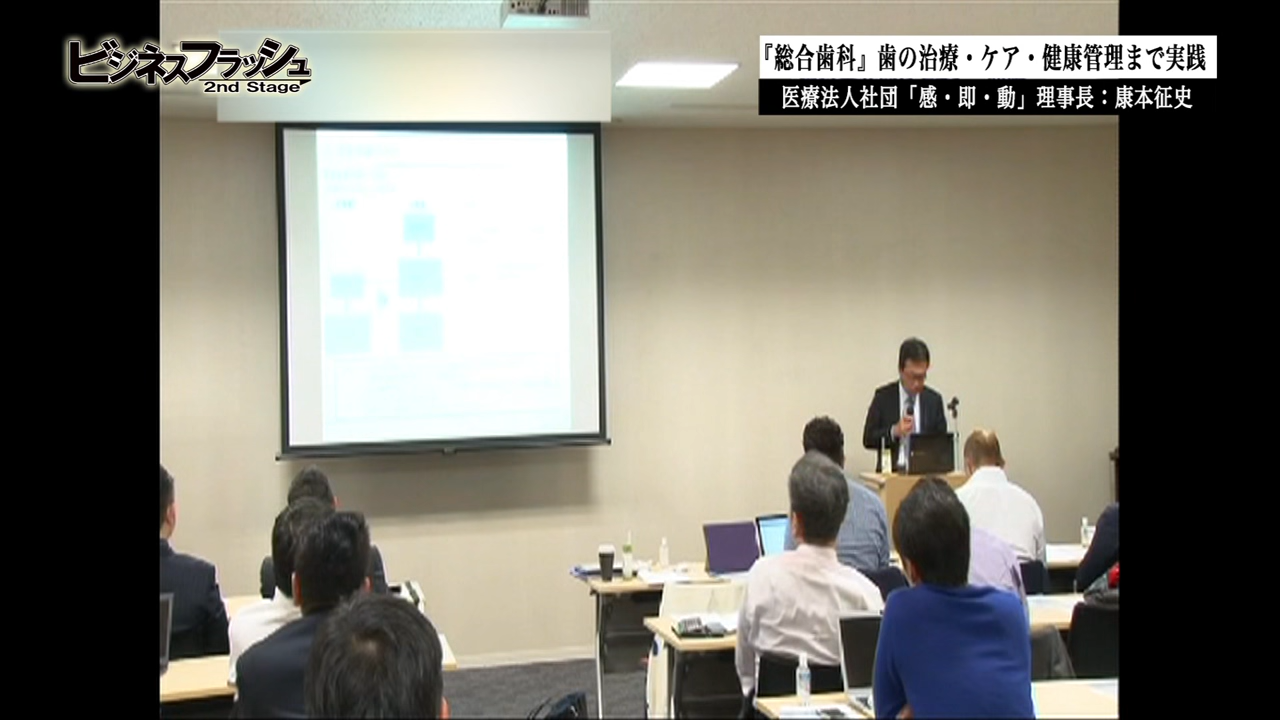 ビジネスフラッシュ
2nd Stage
『総合歯科』歯の治療・ケア・健康管理まで実践
医療法人社団「感・即・動」理事長：康本征史